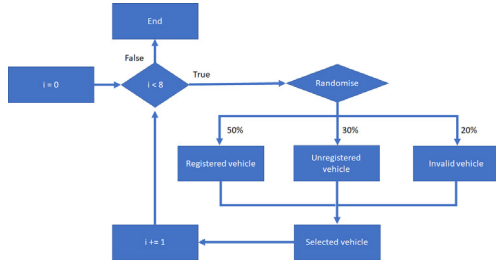 End
False
i = 0
i < 8
True
Randomise
50%
30%
20%
Registered vehicle
Unregistered
vehicle
Invalid vehicle
i += 1
Selected vehicle